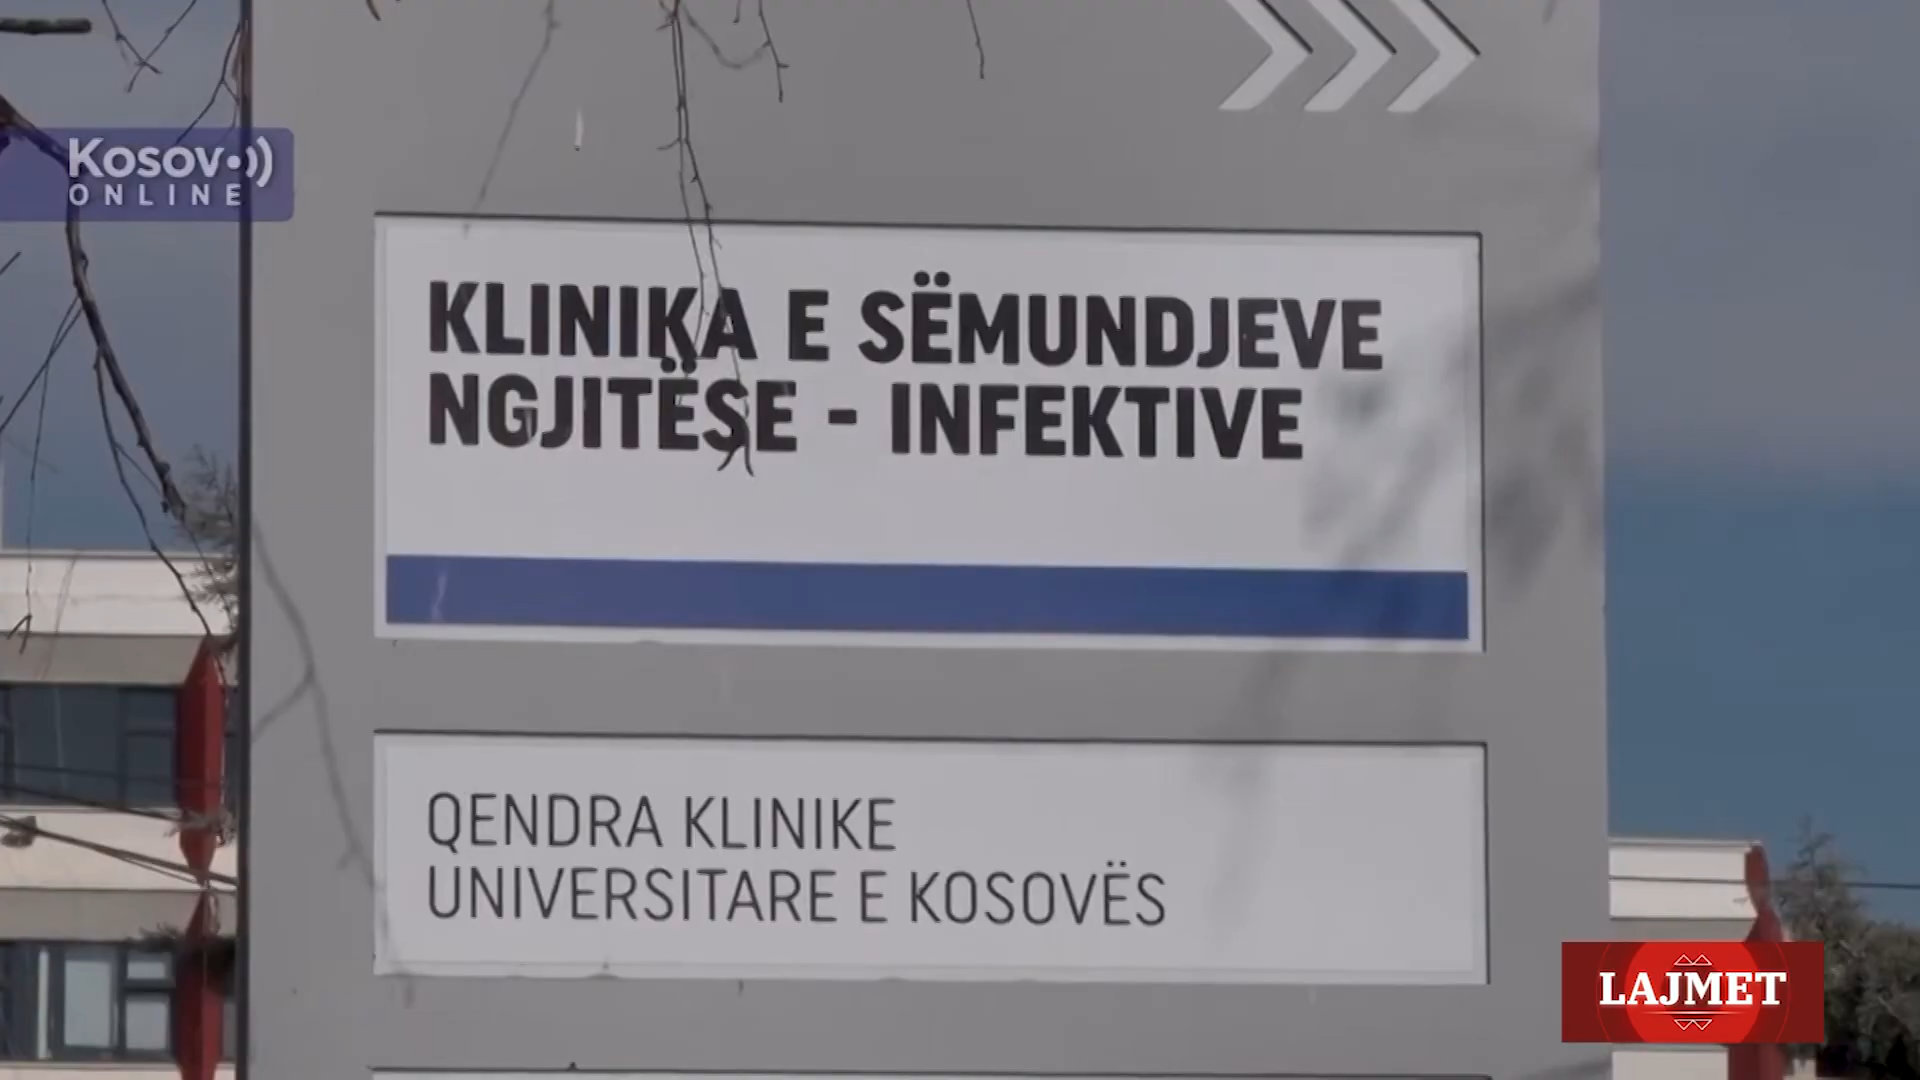 Kosovo
ONLINE
KLINIKA E SËMUNDJEVE
NGJITËSE - INFEKTIVE
QENDRA KLINIKE
UNIVERSITARE E KOSOVËS
LAJMET